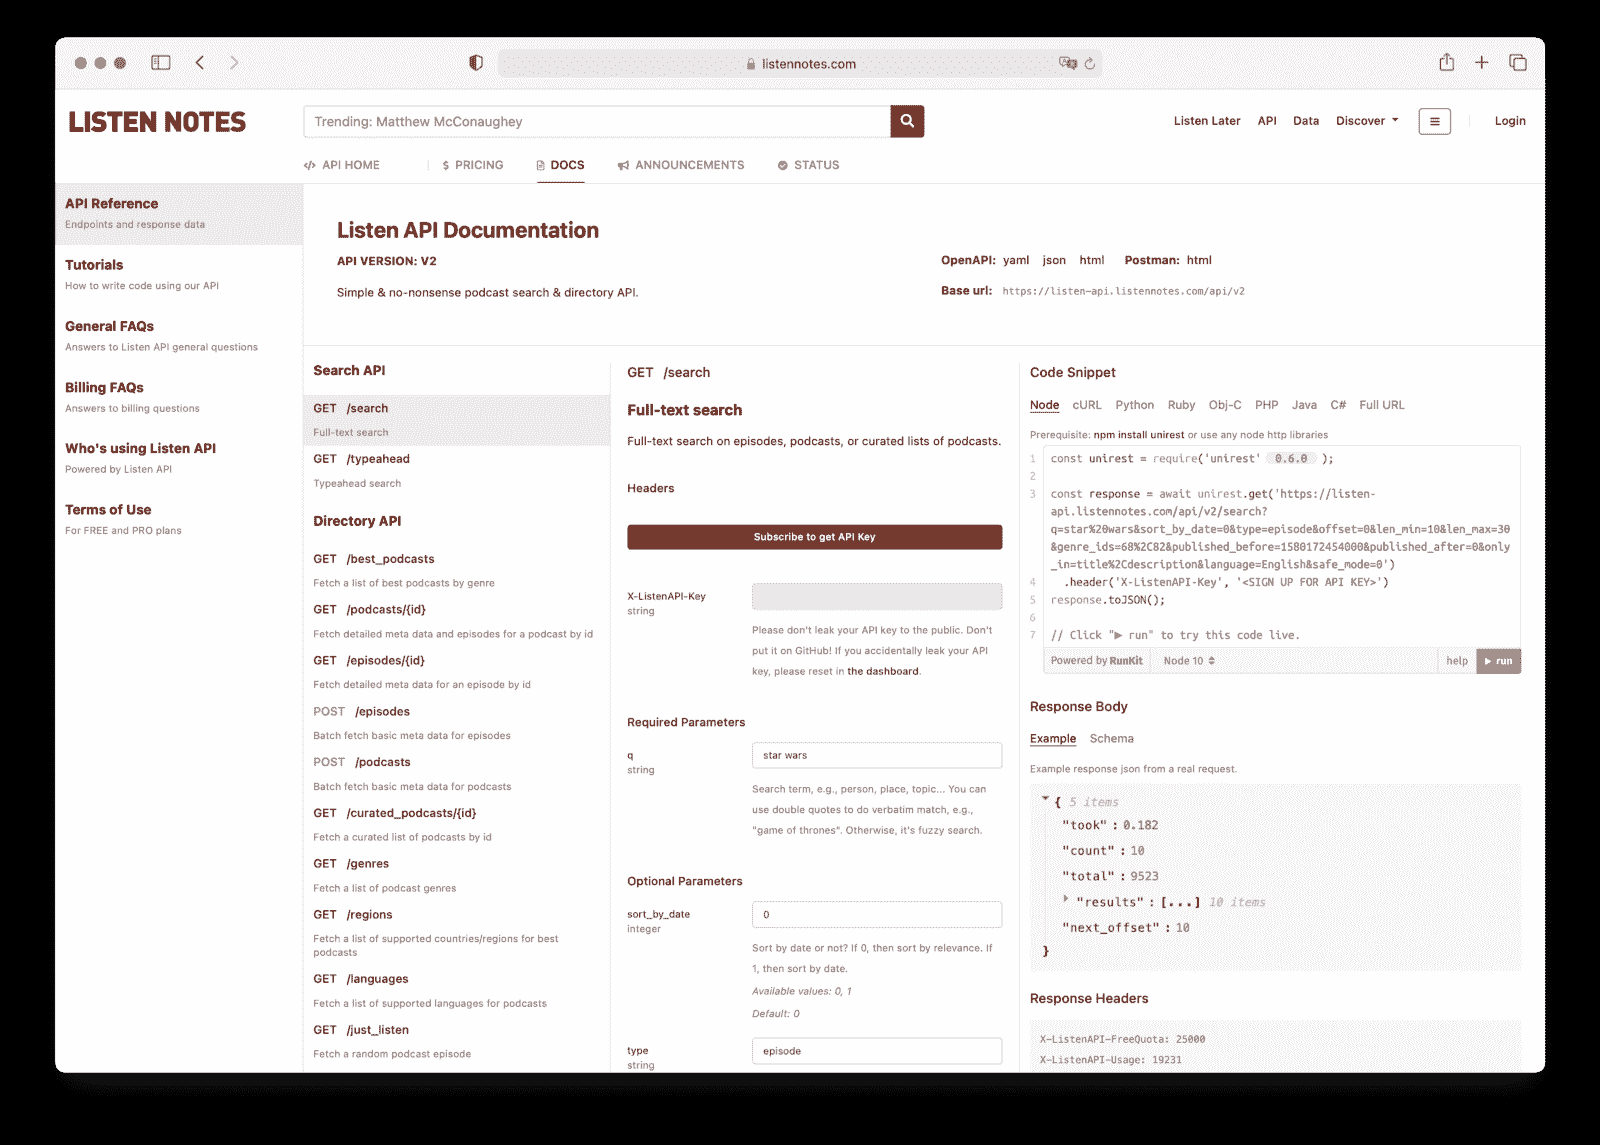 listennotes.com
LISTEN NOTES
Trending: Matthew McConaughey
Listen Later API Data Discover Login
</> API HOME $ PRICING DOCS ANNOUNCEMENTS STATUS
API Reference
Endpoints and response data
Tutorials
How to write code using our API
General FAQs
Answers to Listen API general questions
Billing FAQs
Answers to billing questions
Who's using Listen API
Powered by Listen API
Terms of Use
For FREE and PRO plans
Listen API Documentation
API VERSION: V2
Simple & no-nonsense podcast search & directory API.
OpenAPI: yaml json html Postman: html
Base url: https://listen-api.listennotes.com/api/v2
Search API
GET /search
Full-text search
GET /typeahead
Typeahead search
Directory API
GET /best_podcasts
Fetch a list of best podcasts by genre
GET /podcasts/{id}
Fetch detailed meta data and episodes for a podcast by id
GET /episodes/{id}
Fetch detailed meta data for an episode by id
POST /episodes
Batch fetch basic meta data for episodes
POST /podcasts
Batch fetch basic meta data for podcasts
GET /curated_podcasts/{id}
Fetch a curated list of podcasts by id
GET /genres
Fetch a list of podcast genres
GET /regions
Fetch a list of supported countries/regions for best
podcasts
GET /languages
Fetch a list of supported languages for podcasts
GET /just_listen
Fetch a random podcast episode
GET /search
Full-text search
Full-text search on episodes, podcasts, or curated lists of podcasts.
Headers
Subscribe to get API Key
X-ListenAPI-Key
string
Please don't leak your API key to the public. Don't
put it on GitHub! If you accidentally leak your API
key, please reset in the dashboard.
Required Parameters
q
string
star wars
Search term, e.g., person, place, topic... You can
use double quotes to do verbatim match, e.g.,
"game of thrones". Otherwise, it's fuzzy search.
Optional Parameters
sort_by_date
integer
0
Sort by date or not? If 0, then sort by relevance. If
1, then sort by date.
Available values: 0, 1
Default: 0
type
string
episode
Code Snippet
Node cURL Python Ruby Obj-C PHP Java C# Full URL
Prerequisite: npm install unirest or use any node http libraries
1 const unirest = require('unirest' 0.6.0 );
2
3 const response = await unirest.get('https://listen-
api.listennotes.com/api/v2/search?
q=star%20wars&sort_by_date=0&type=episode&offset=0&len_min=10&len_max=30
&genre_ids=68%2C82&published_before=1580172454000&published_after=0&only
_in=title%2Cdescription&language=English&safe_mode=0')
4 .header('X-ListenAPI-Key', '<SIGN UP FOR API KEY>')
5 response.toJSON();
6
7 // Click "▶ run" to try this code live.
Powered by RunKit Node 10 help ▶ run
Response Body
Example Schema
Example response json from a real request.
{ 5 items
"took" : 0.182
"count" : 10
"total" : 9523
"results" : [...] 10 items
"next_offset" : 10
}
Response Headers
X-ListenAPI-FreeQuota: 25000
X-ListenAPI-Usage: 19231